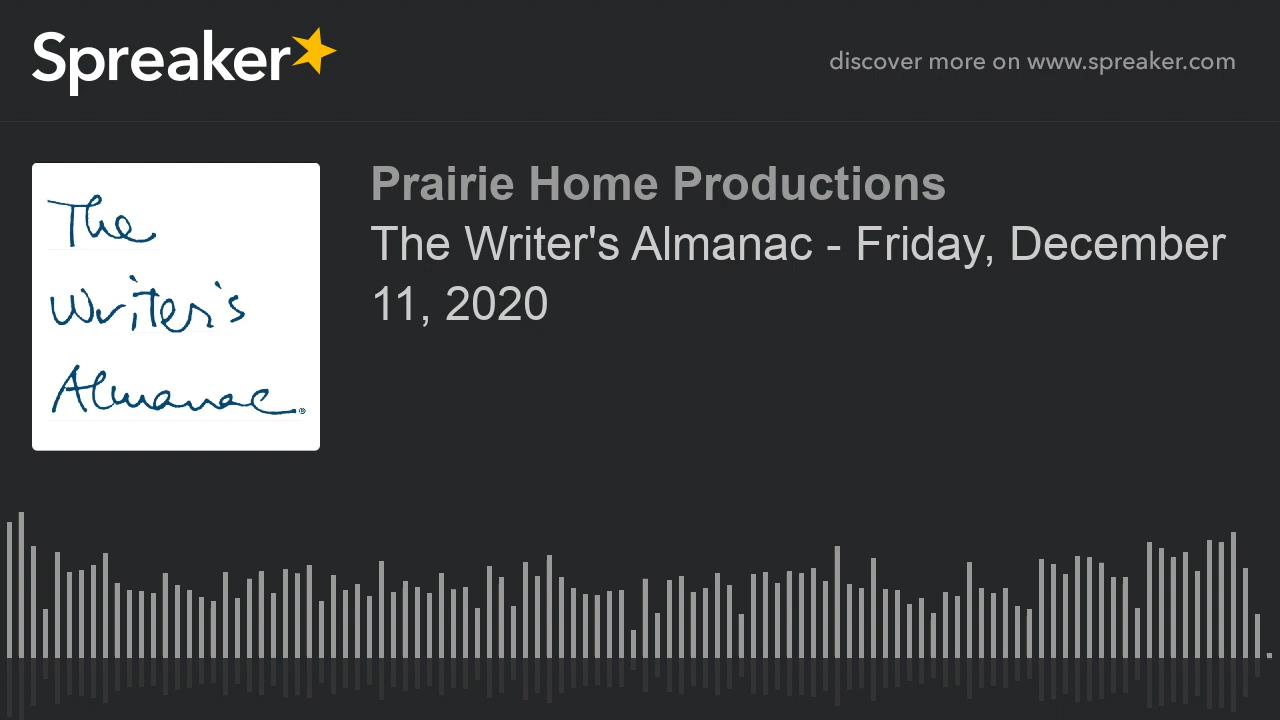 Spreaker
discover more on www.spreaker.com
The
Writer's
Almanac.®
Prairie Home Productions
The Writer's Almanac - Friday, December
11, 2020